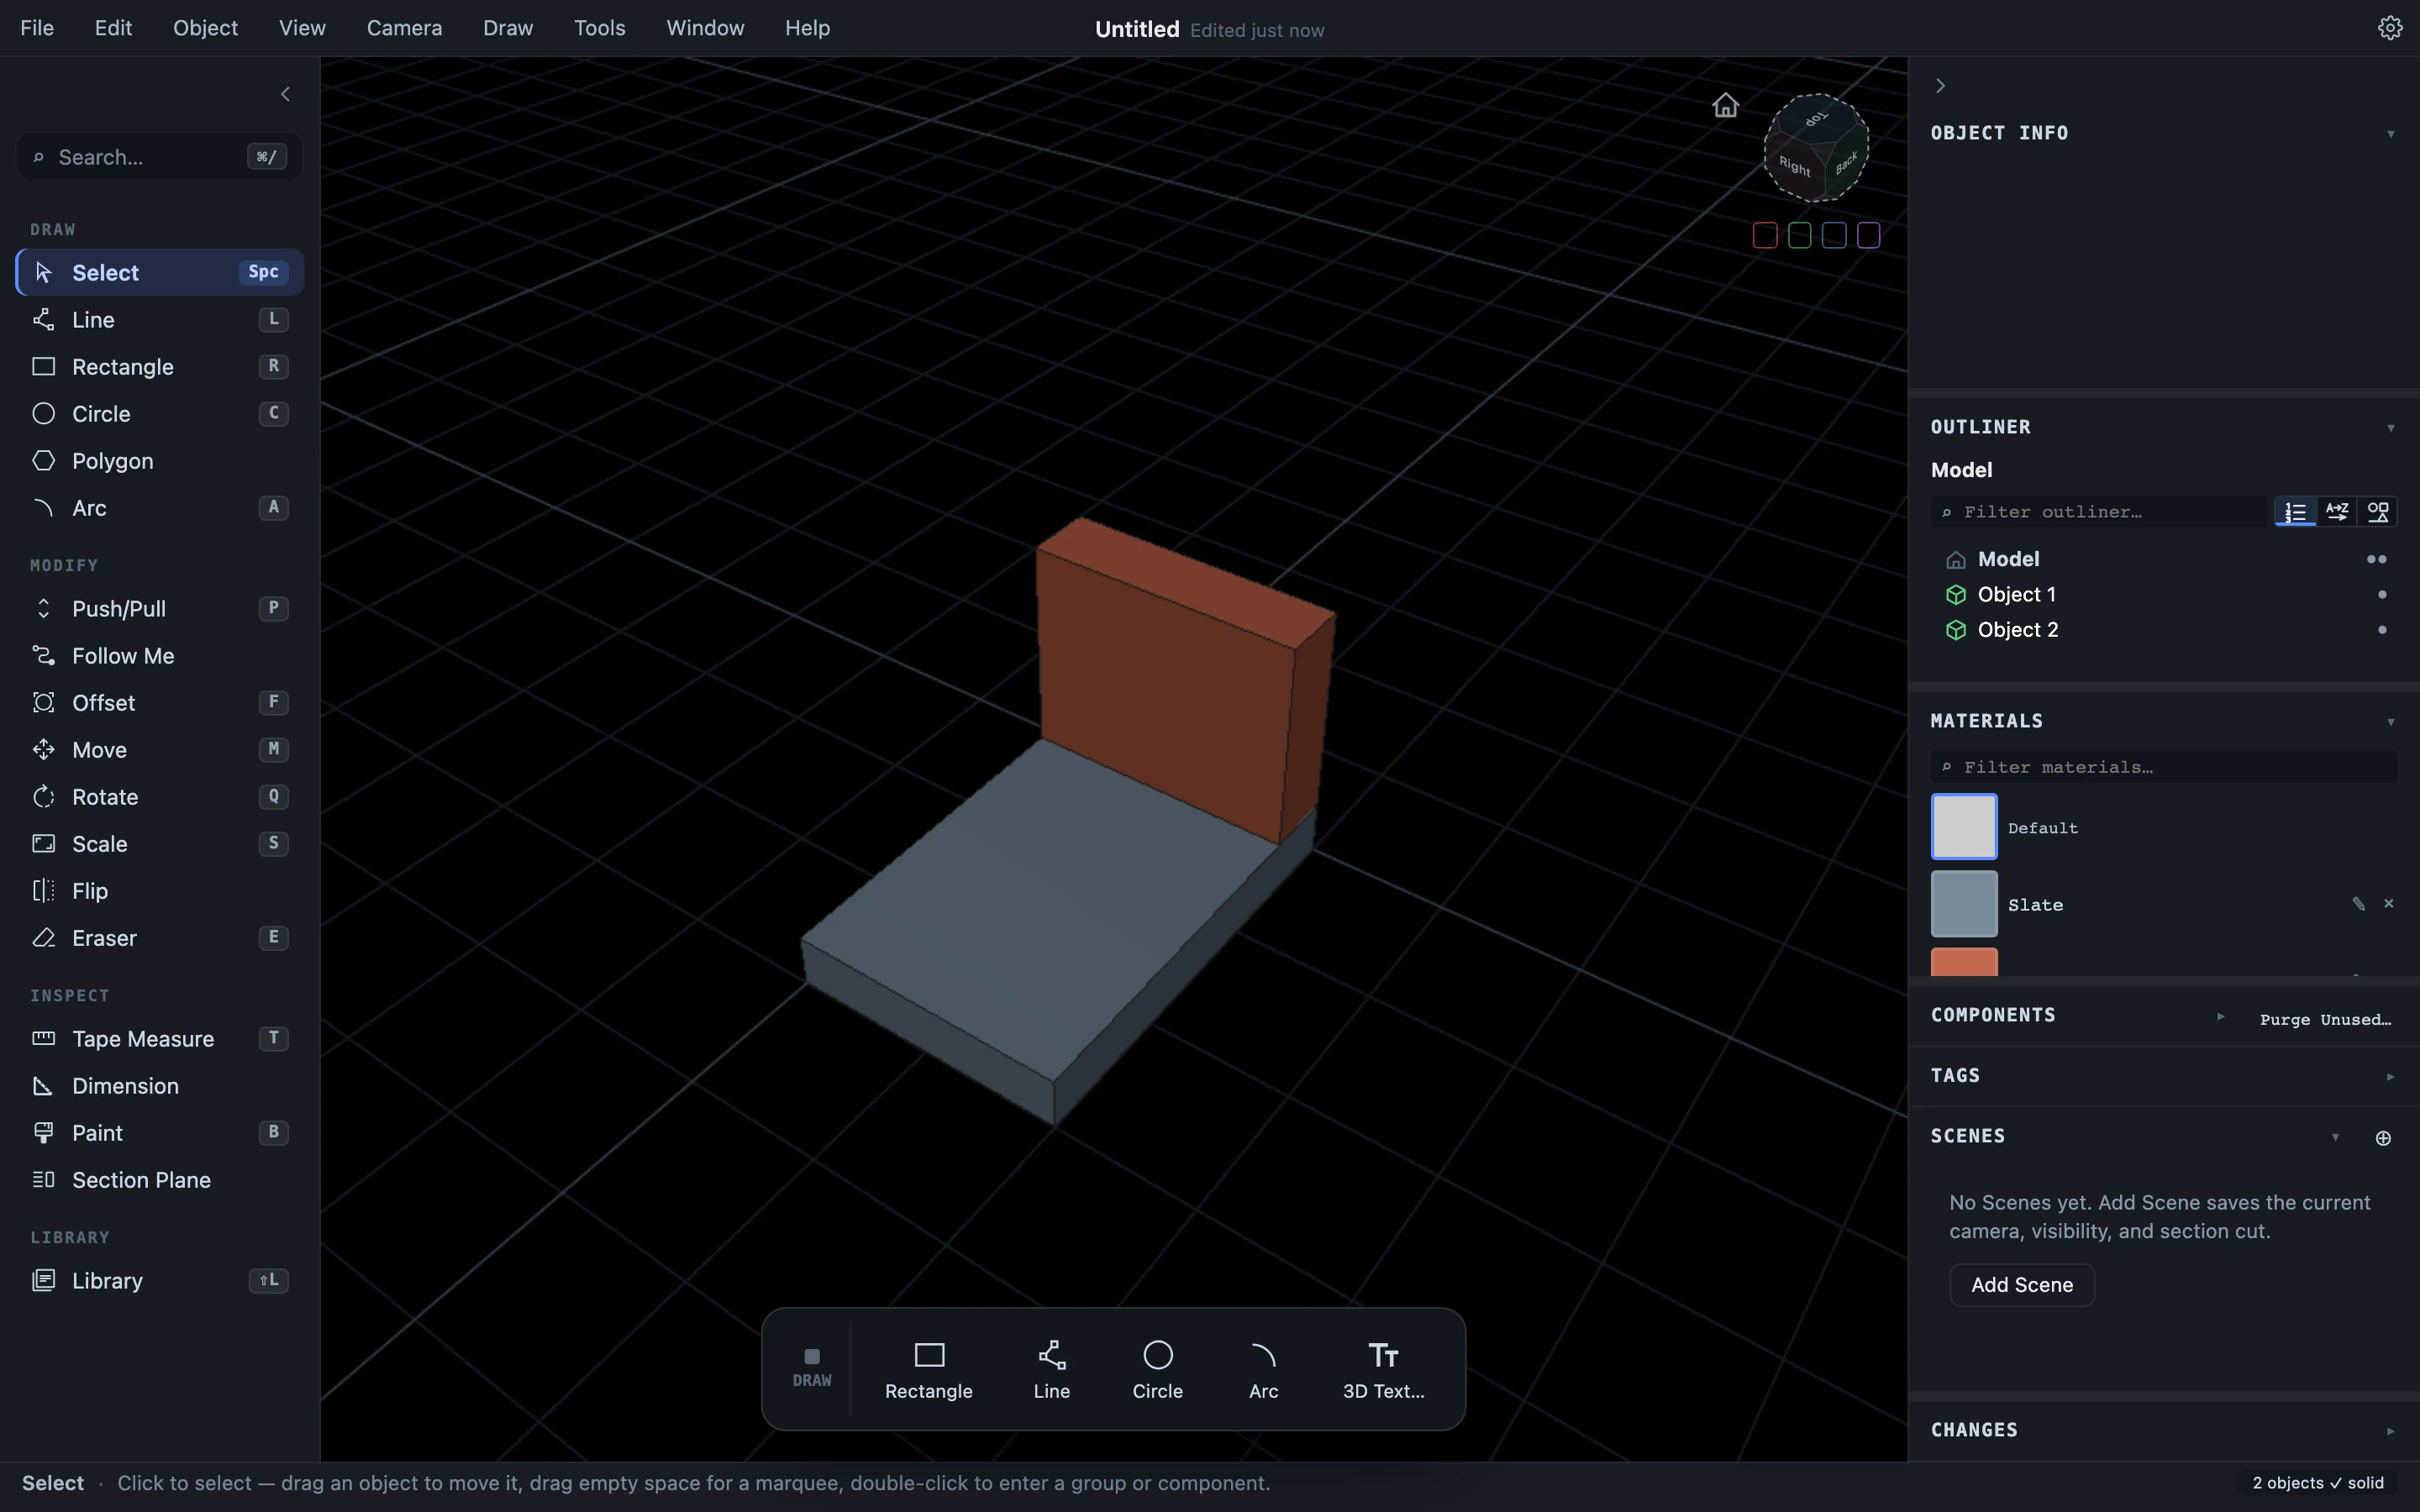 File Edit Object View Camera Draw Tools Window Help
Untitled Edited just now
Search... ⌘/
DRAW
Select Spc
Line L
Rectangle R
Circle C
Polygon
Arc A
MODIFY
Push/Pull P
Follow Me
Offset F
Move M
Rotate Q
Scale S
Flip
Eraser E
INSPECT
Tape Measure T
Dimension
Paint B
Section Plane
LIBRARY
Library ⇧L
Top
Right
Back
DRAW
Rectangle
Line
Circle
Arc
3D Text...
OBJECT INFO
OUTLINER
Model
Filter outliner…
Model
Object 1
Object 2
MATERIALS
Filter materials…
Default
Slate
COMPONENTS Purge Unused…
TAGS
SCENES
No Scenes yet. Add Scene saves the current
camera, visibility, and section cut.
Add Scene
CHANGES
Select · Click to select — drag an object to move it, drag empty space for a marquee, double-click to enter a group or component.
2 objects ✓ solid